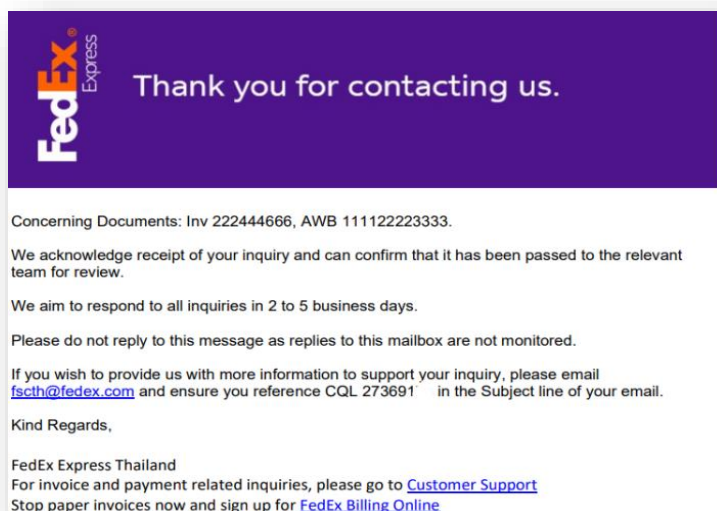 FedEx® Express
Thank you for contacting us.
Concerning Documents: Inv 222444666, AWB 111122223333.
We acknowledge receipt of your inquiry and can confirm that it has been passed to the relevant
team for review.
We aim to respond to all inquiries in 2 to 5 business days.
Please do not reply to this message as replies to this mailbox are not monitored.
If you wish to provide us with more information to support your inquiry, please email
fscth@fedex.com and ensure you reference CQL 273691 in the Subject line of your email.
Kind Regards,
FedEx Express Thailand
For invoice and payment related inquiries, please go to Customer Support
Stop paper invoices now and sign up for FedEx Billing Online